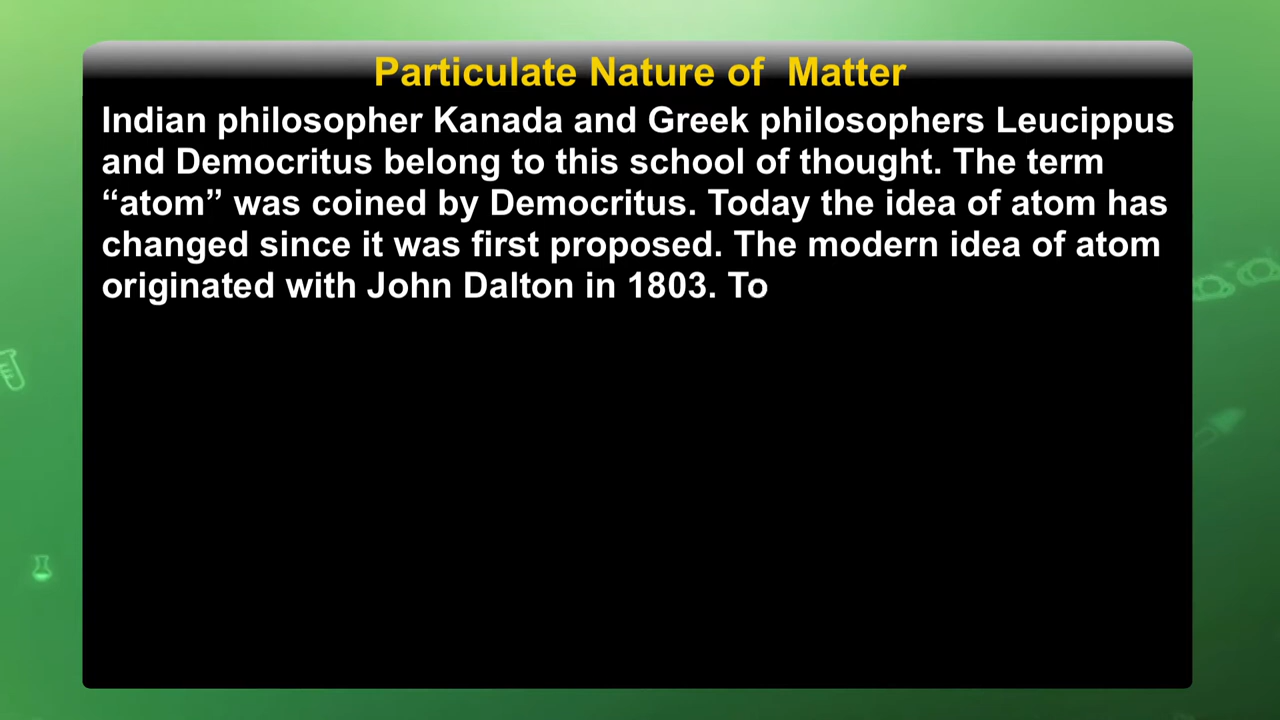 Particulate Nature of  Matter
Indian philosopher Kanada and Greek philosophers Leucippus
and Democritus belong to this school of thought. The term
“atom” was coined by Democritus. Today the idea of atom has
changed since it was first proposed. The modern idea of atom
originated with John Dalton in 1803. To